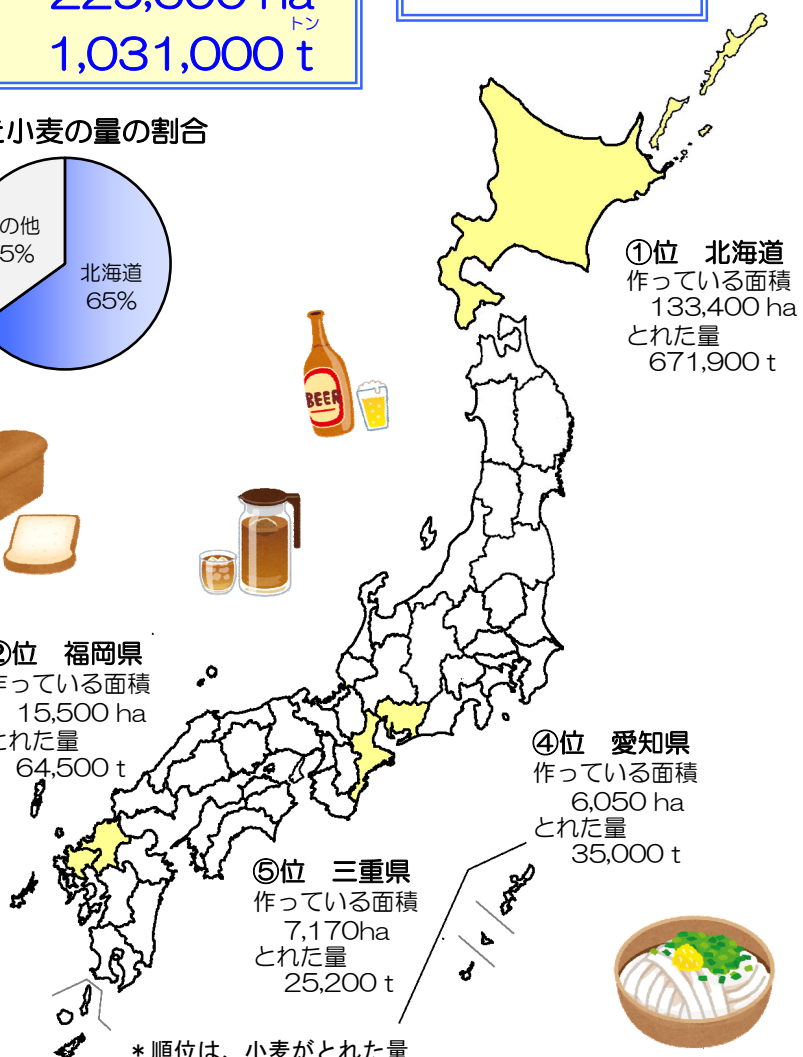 トン
1,031,000 t
小麦の量の割合
の他
5%
北海道
65%
①位 北海道
作っている面積
133,400 ha
とれた量
671,900 t
BEER
②位 福岡県
作っている面積
15,500 ha
とれた量
64,500 t
④位 愛知県
作っている面積
6,050 ha
とれた量
35,000 t
⑤位 三重県
作っている面積
7,170ha
とれた量
25,200 t
*順位は、小麦がとれた量